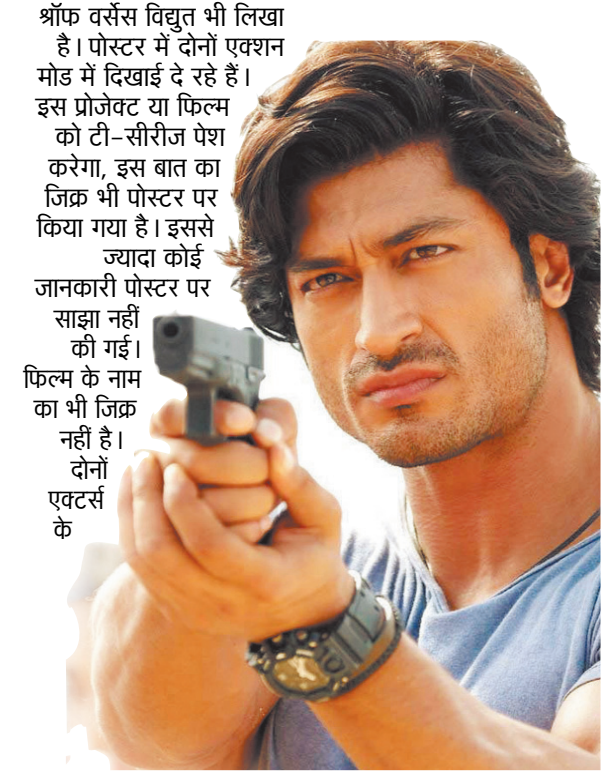 श्रॉफ वर्सेस विद्युत भी लिखा
है। पोस्टर में दोनों एक्शन
मोड में दिखाई दे रहे हैं।
इस प्रोजेक्ट या फिल्म
को टी-सीरीज पेश
करेगा, इस बात का
जिक्र भी पोस्टर पर
किया गया है। इससे
ज्यादा कोई
जानकारी पोस्टर पर
साझा नहीं
की गई।
फिल्म के नाम
का भी जिक्र
नहीं है।
दोनों
एक्टर्स
के